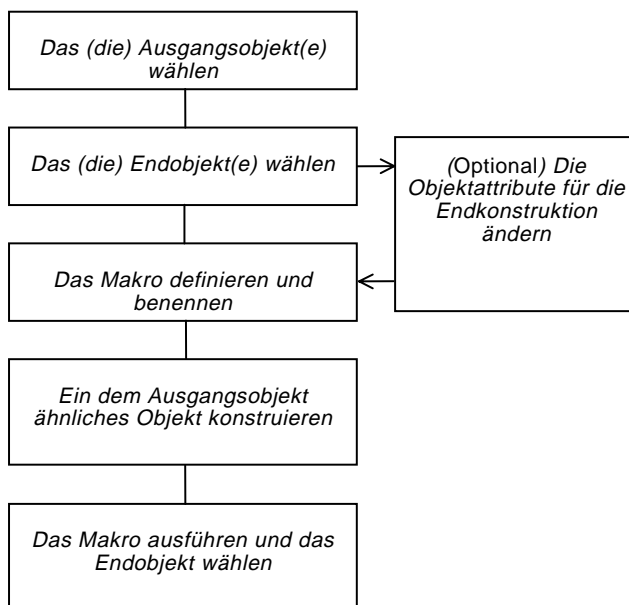 Das (die) Ausgangsobjekt(e)
wählen
Das (die) Endobjekt(e) wählen
(Optional) Die
Objektattribute für die
Endkonstruktion
ändern
Das Makro definieren und
benennen
Ein dem Ausgangsobjekt
ähnliches Objekt konstruieren
Das Makro ausführen und das
Endobjekt wählen